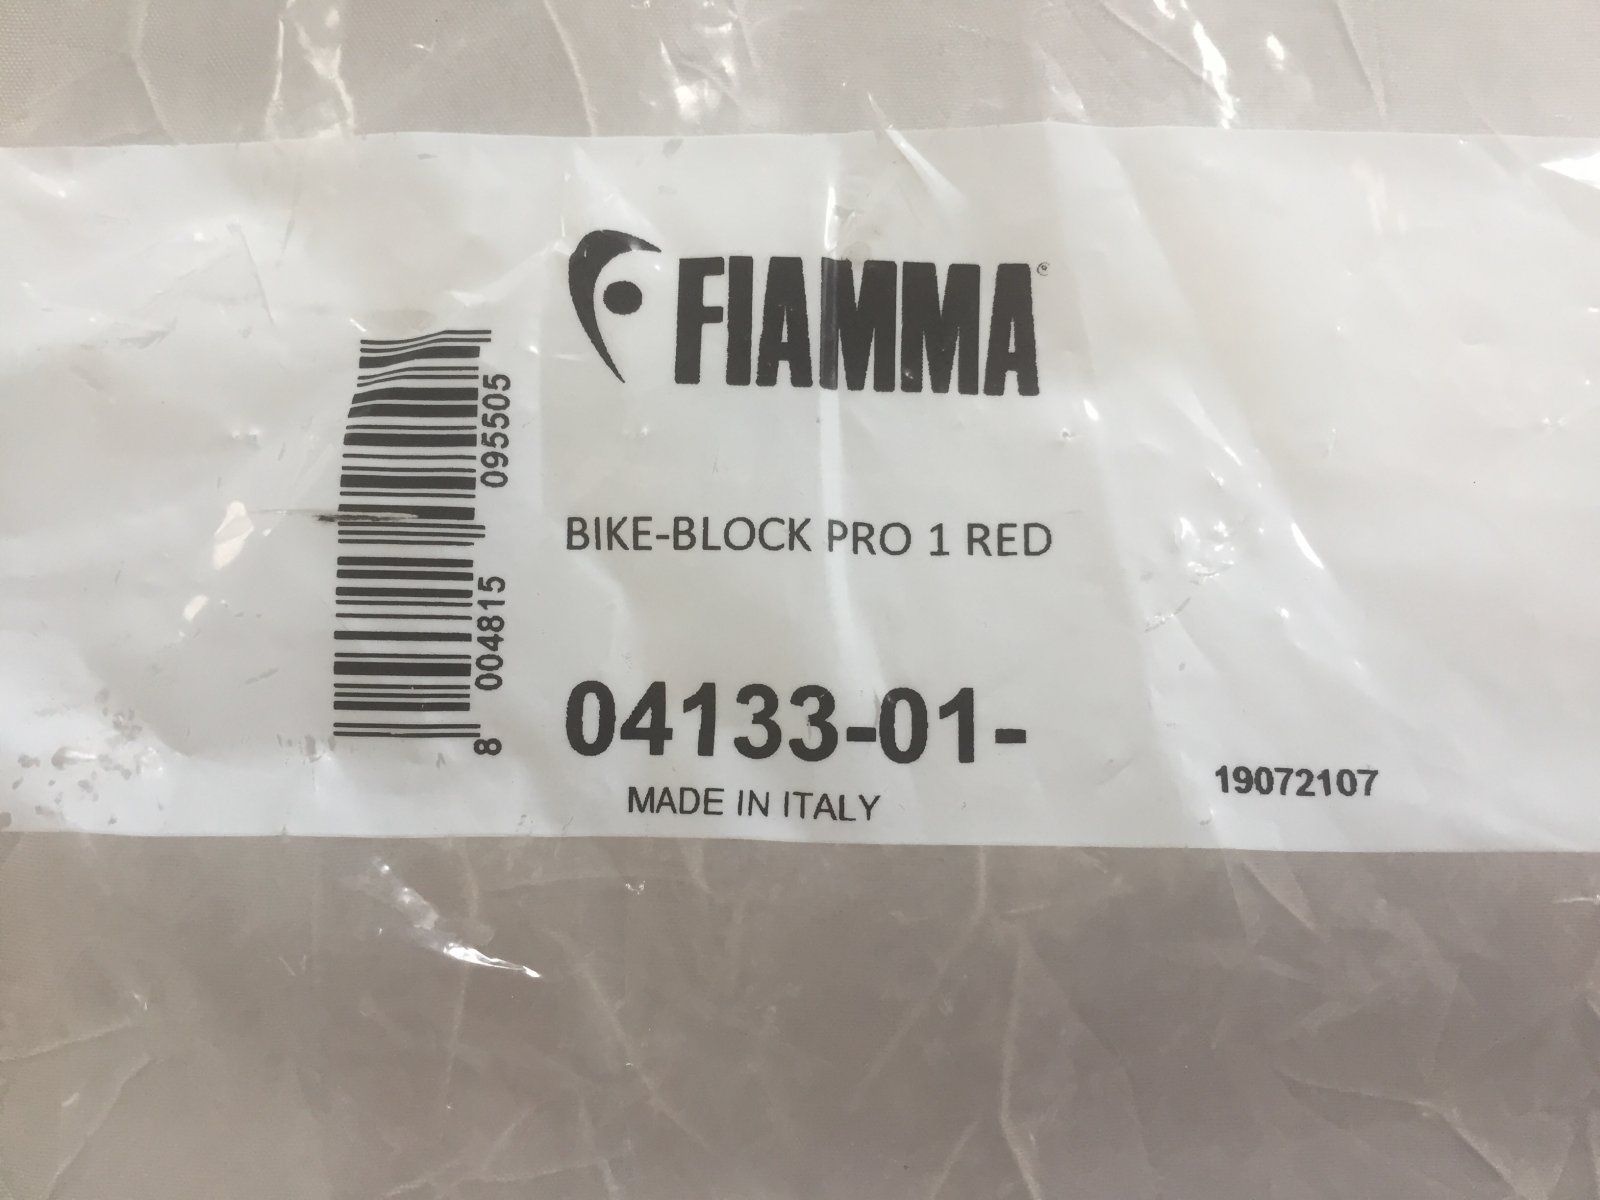 FIAMMA®
BIKE-BLOCK PRO 1 RED
04133-01-
MADE IN ITALY
19072107
8 004815 095505